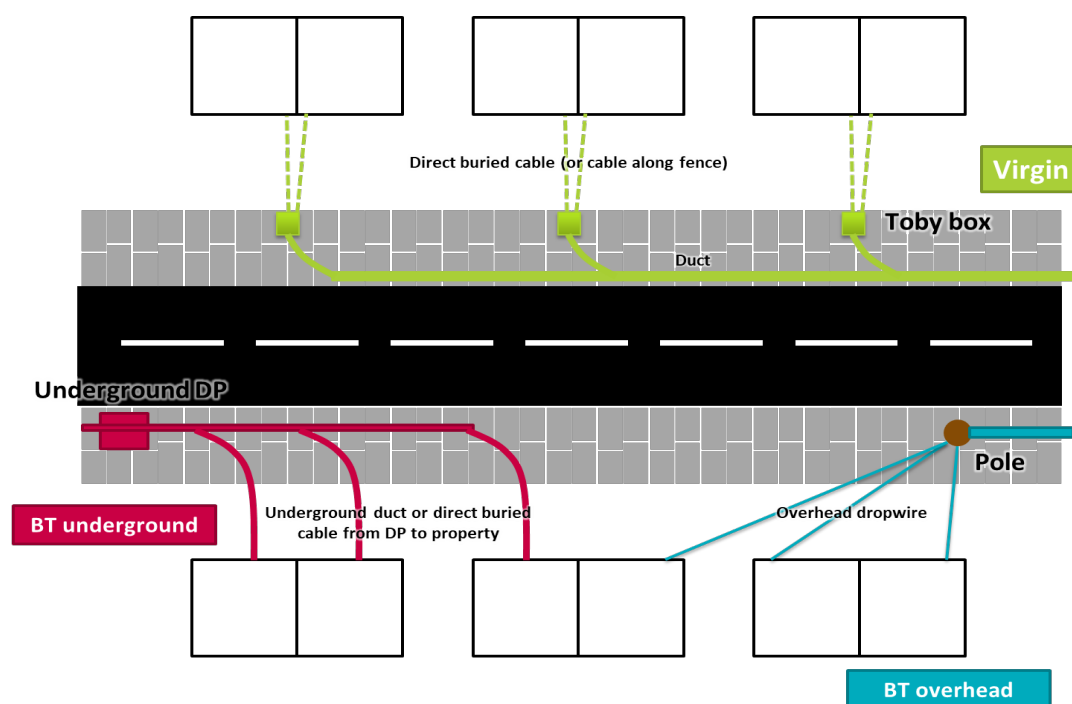 Direct buried cable (or cable along fence)
Virgin
Toby box
Duct
Underground DP
Pole
BT underground
Underground duct or direct buried
cable from DP to property
Overhead dropwire
BT overhead